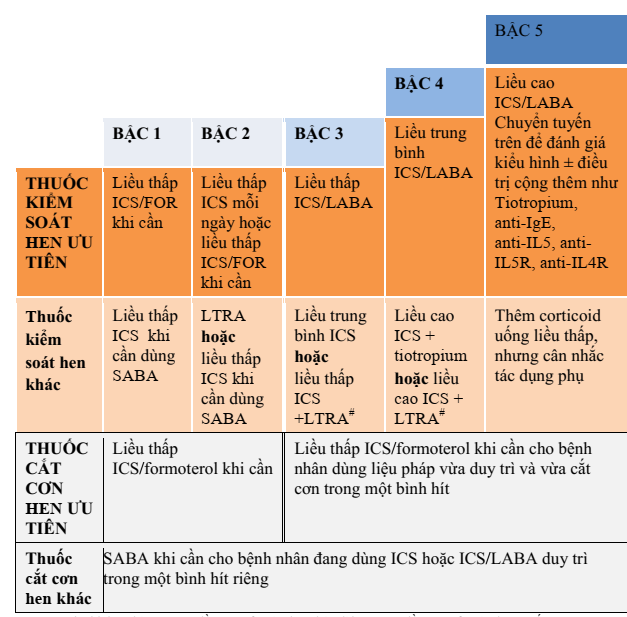 BẬC 5
BẬC 4
BẬC 1
BẬC 2
BẬC 3
THUỐC
KIỂM
SOÁT
HEN ƯU
TIÊN
Liều thấp
ICS/FOR
khi cần
Liều thấp
ICS mỗi
ngày hoặc
liều thấp
ICS/FOR
khi cần
Liều thấp
ICS/LABA
Liều trung
bình
ICS/LABA
Liều cao
ICS/LABA
Chuyển tuyến
trên để đánh giá
kiểu hình ± điều
trị cộng thêm như
Tiotropium,
anti-IgE,
anti-IL5, anti-
IL5R, anti-IL4R
Thuốc
kiểm
soát hen
khác
Liều thấp
ICS khi
cần dùng
SABA
LTRA
hoặc
liều thấp
ICS khi
cần dùng
SABA
Liều trung
bình ICS
hoặc
liều thấp
ICS
+LTRA#
Liều cao
ICS +
tiotropium
hoặc liều
cao ICS +
LTRA#
Thêm corticoid
uống liều thấp,
nhưng cân nhắc
tác dụng phụ
THUỐC
CẮT
CƠN
HEN ƯU
TIÊN
Liều thấp
ICS/formoterol khi cần
Liều thấp ICS/formoterol khi cần cho bệnh
nhân dùng liệu pháp vừa duy trì và vừa cắt
cơn trong một bình hít
Thuốc
cắt cơn
hen khác
SABA khi cần cho bệnh nhân đang dùng ICS hoặc ICS/LABA duy trì
trong một bình hít riêng